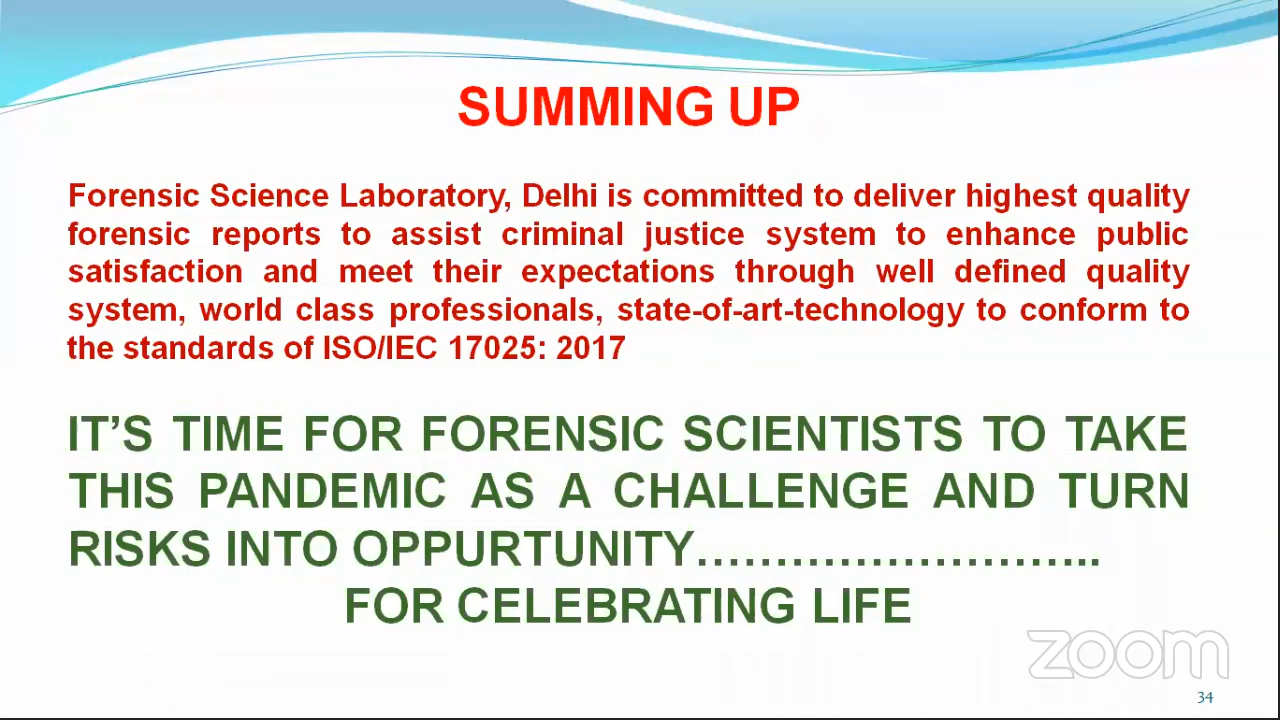 SUMMING UP
Forensic Science Laboratory, Delhi is committed to deliver highest quality
forensic reports to assist criminal justice system to enhance public
satisfaction and meet their expectations through well defined quality
system, world class professionals, state-of-art-technology to conform to
the standards of ISO/IEC 17025: 2017
IT’S TIME FOR FORENSIC SCIENTISTS TO TAKE
THIS PANDEMIC AS A CHALLENGE AND TURN
RISKS INTO OPPURTUNITY……………………..
FOR CELEBRATING LIFE
zoom
34